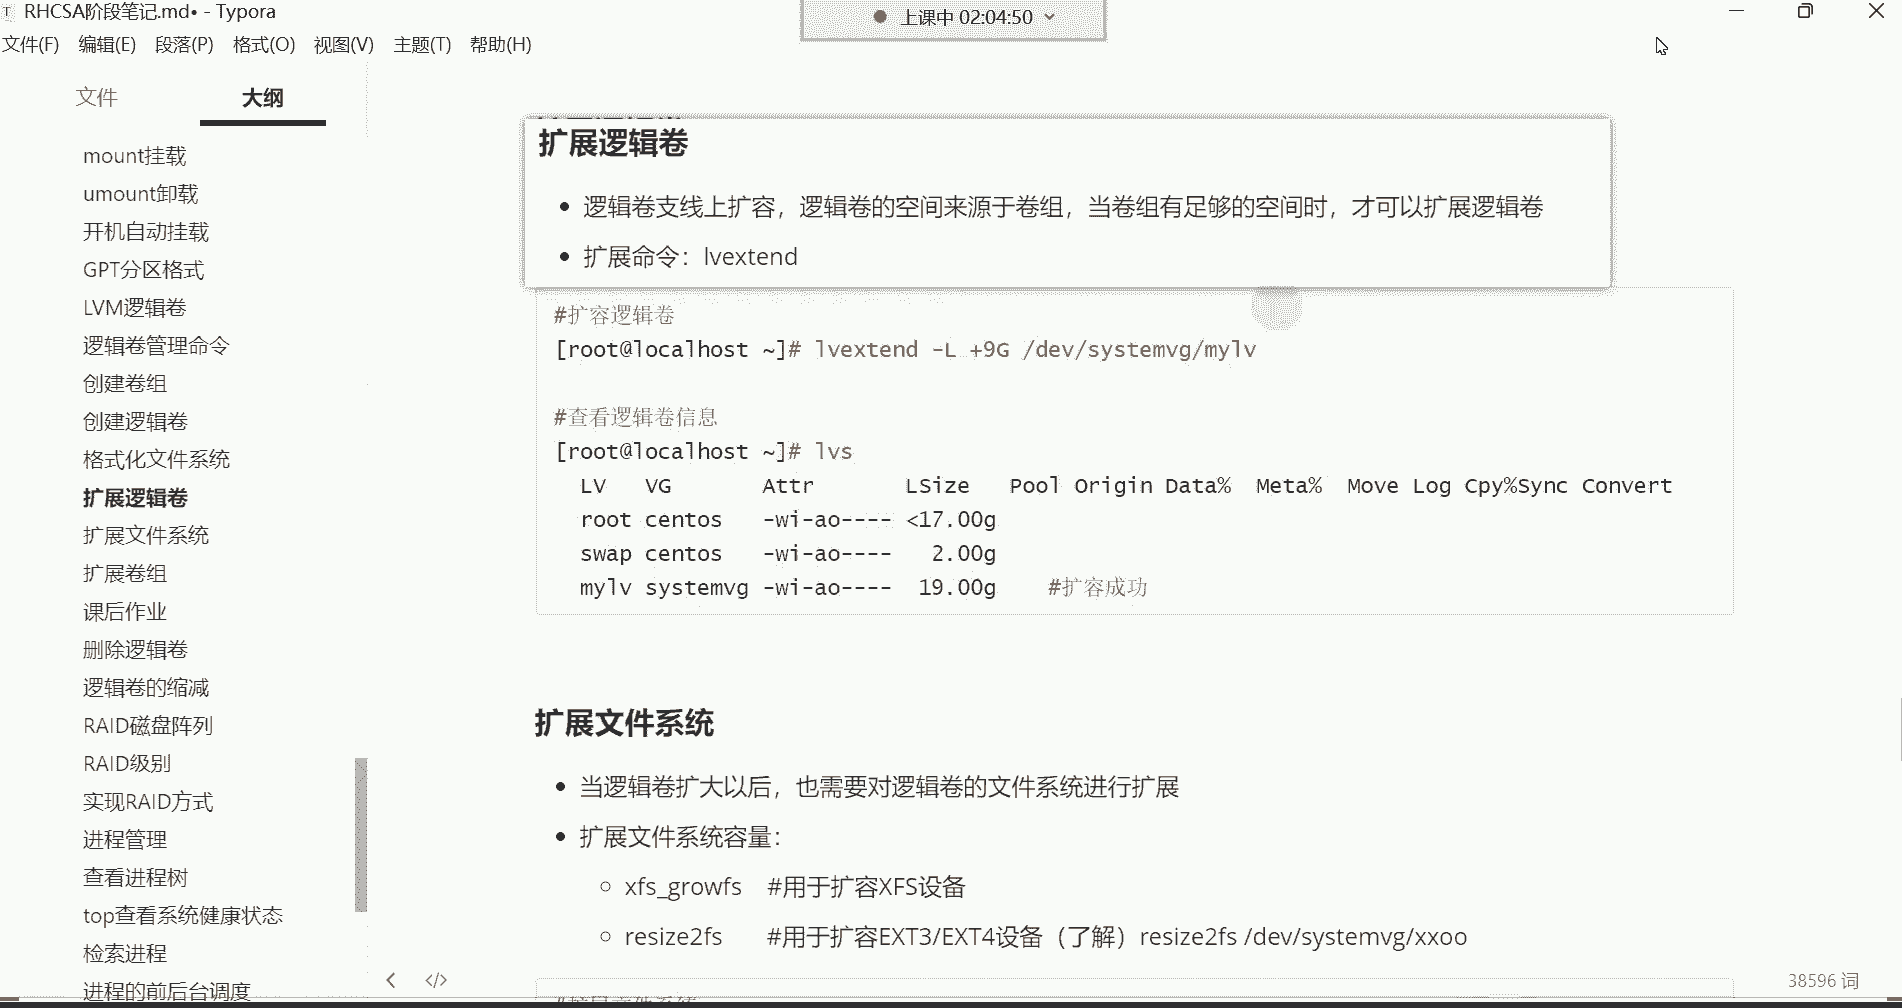 RHCSA阶段笔记.md• - Typora
上课中 02:04:50
文件(F) 编辑(E) 段落(P) 格式(O) 视图(V) 主题(T) 帮助(H)
文件 大纲
mount挂载
umount卸载
开机自动挂载
GPT分区格式
LVM逻辑卷
逻辑卷管理命令
创建卷组
创建逻辑卷
格式化文件系统
扩展逻辑卷
扩展文件系统
扩展卷组
课后作业
删除逻辑卷
逻辑卷的缩减
RAID磁盘阵列
RAID级别
实现RAID方式
进程管理
查看进程树
top查看系统健康状态
检索进程
进程的前后台调度
扩展逻辑卷
逻辑卷支线上扩容，逻辑卷的空间来源于卷组，当卷组有足够的空间时，才可以扩展逻辑卷
扩展命令：lvextend
#扩容逻辑卷
[root@localhost ~]# lvextend -L +9G /dev/systemvg/mylv
#查看逻辑卷信息
[root@localhost ~]# lvs
LV VG Attr LSize Pool Origin Data% Meta% Move Log Cpy%Sync Convert
root centos -wi-ao---- <17.00g
swap centos -wi-ao---- 2.00g
mylv systemvg -wi-ao---- 19.00g #扩容成功
扩展文件系统
当逻辑卷扩大以后，也需要对逻辑卷的文件系统进行扩展
扩展文件系统容量：
xfs_growfs #用于扩容XFS设备
resize2fs #用于扩容EXT3/EXT4设备（了解）resize2fs /dev/systemvg/xxoo
38596 词